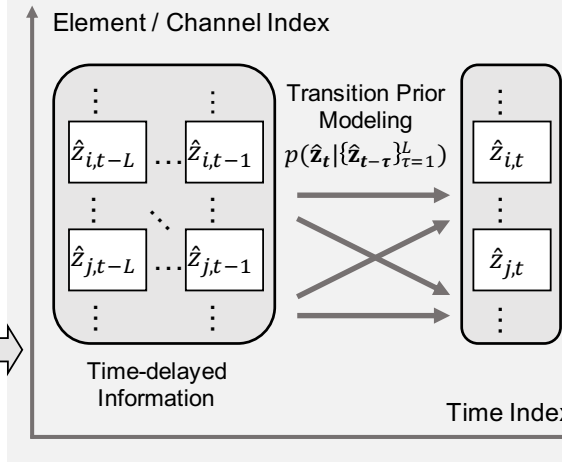 Element / Channel Index
⋮ ⋮
ẑ_{i,t−L} … ẑ_{i,t−1}
⋮ ⋱ ⋮
ẑ_{j,t−L} … ẑ_{j,t−1}
⋮ ⋮
Time-delayed
Information
Transition Prior
Modeling
p(ẑ_t|{ẑ_{t−τ}}_{τ=1}^{L})
⋮
ẑ_{i,t}
⋮
ẑ_{j,t}
⋮
Time Index